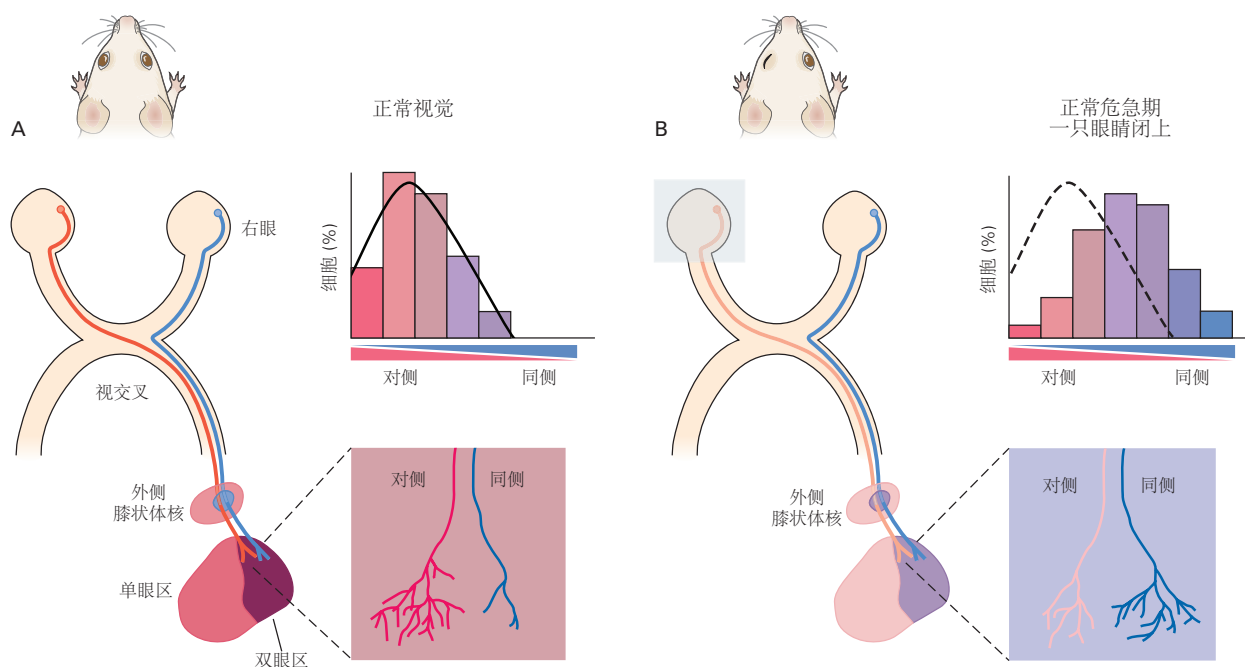 A
正常视觉
右眼
细胞 (%)
对侧
同侧
视交叉
外侧
膝状体核
单眼区
双眼区
对侧
同侧
B
正常危急期
一只眼睛闭上
细胞 (%)
对侧
同侧
外侧
膝状体核
对侧
同侧